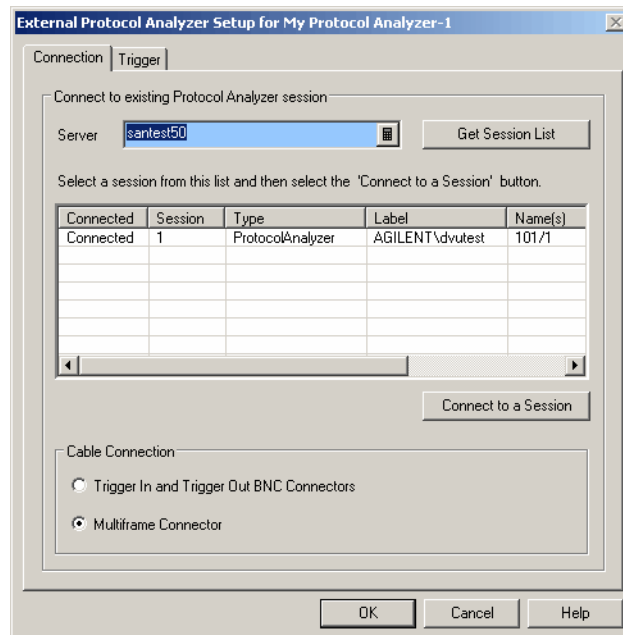 External Protocol Analyzer Setup for My Protocol Analyzer-1
Connection Trigger
Connect to existing Protocol Analyzer session
Server santest50 Get Session List
Select a session from this list and then select the 'Connect to a Session' button.
Connected Session Type Label Name(s)
Connected 1 ProtocolAnalyzer AGILENT\dvutest 101/1
Connect to a Session
Cable Connection
Trigger In and Trigger Out BNC Connectors
Multiframe Connector
OK Cancel Help